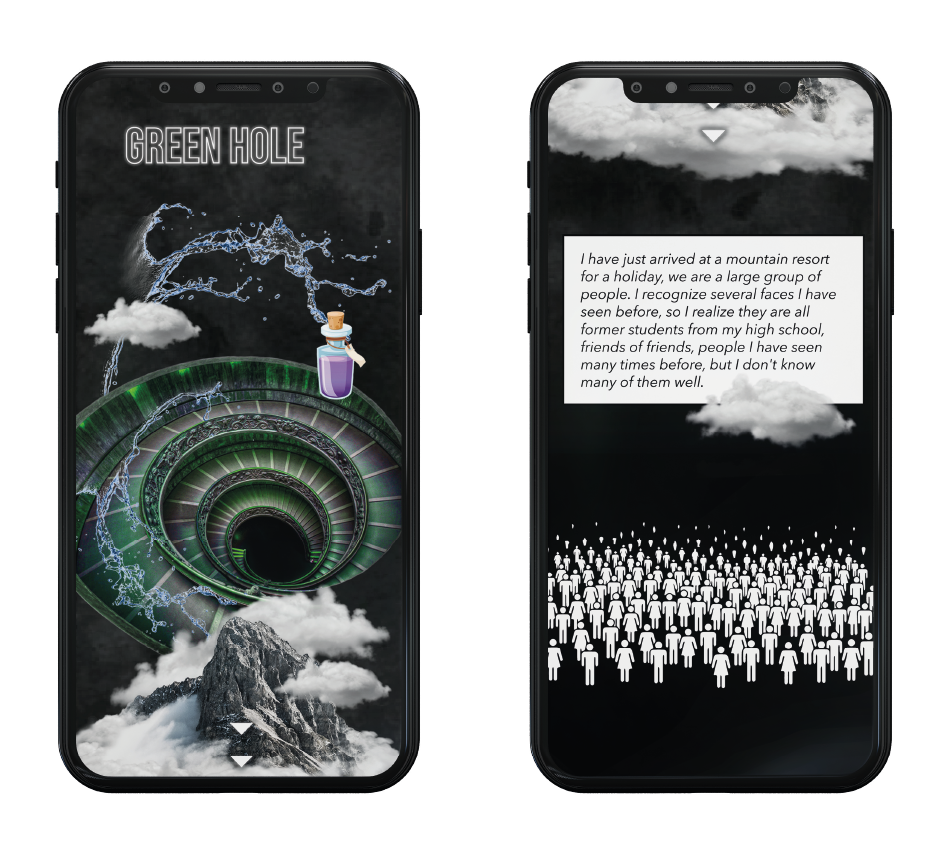 GREEN HOLE
I have just arrived at a mountain resort
for a holiday, we are a large group of
people. I recognize several faces I have
seen before, so I realize they are all
former students from my high school,
friends of friends, people I have seen
many times before, but I don't know
many of them well.